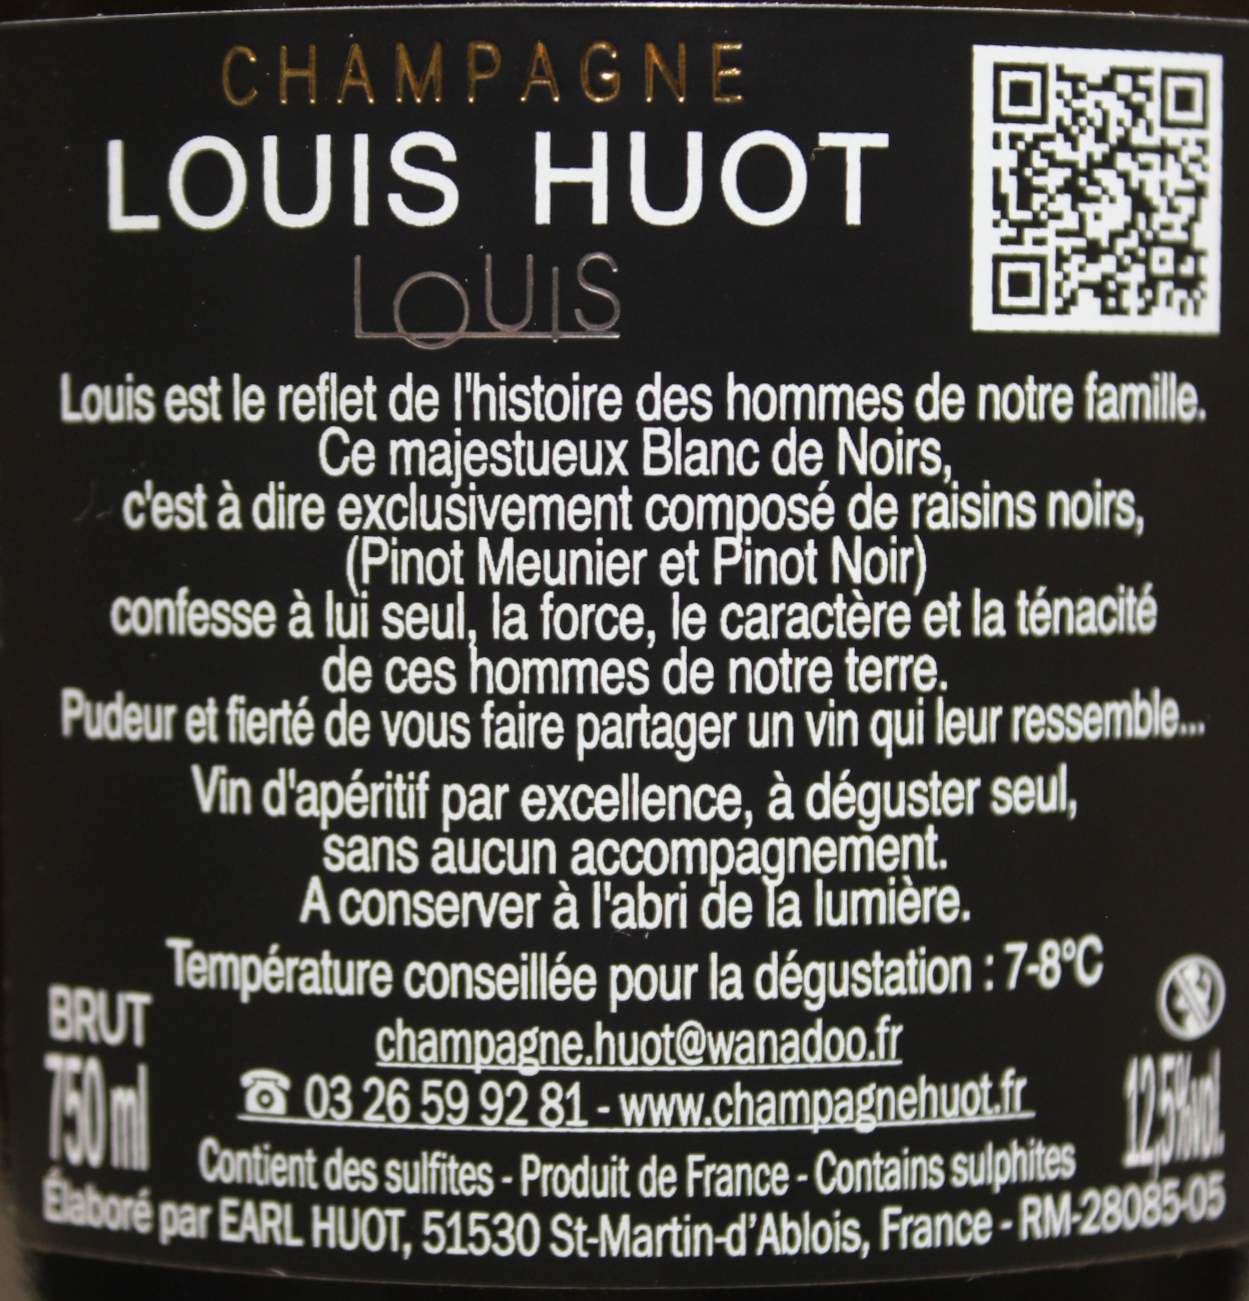 CHAMPAGNE
LOUIS HUOT
LOUIS
Louis est le reflet de l'histoire des hommes de notre famille.
Ce majestueux Blanc de Noirs,
c'est à dire exclusivement composé de raisins noirs,
(Pinot Meunier et Pinot Noir)
confesse à lui seul, la force, le caractère et la ténacité
de ces hommes de notre terre.
Pudeur et fierté de vous faire partager un vin qui leur ressemble...
Vin d'apéritif par excellence, à déguster seul,
sans aucun accompagnement.
A conserver à l'abri de la lumière.
Température conseillée pour la dégustation : 7-8°C
BRUT
champagne.huot@wanadoo.fr
750 ml
03 26 59 92 81 - www.champagnehuot.fr
12,5%vol.
Contient des sulfites - Produit de France - Contains sulphites
Élaboré par EARL HUOT, 51530 St-Martin-d'Ablois, France - RM-28085-05